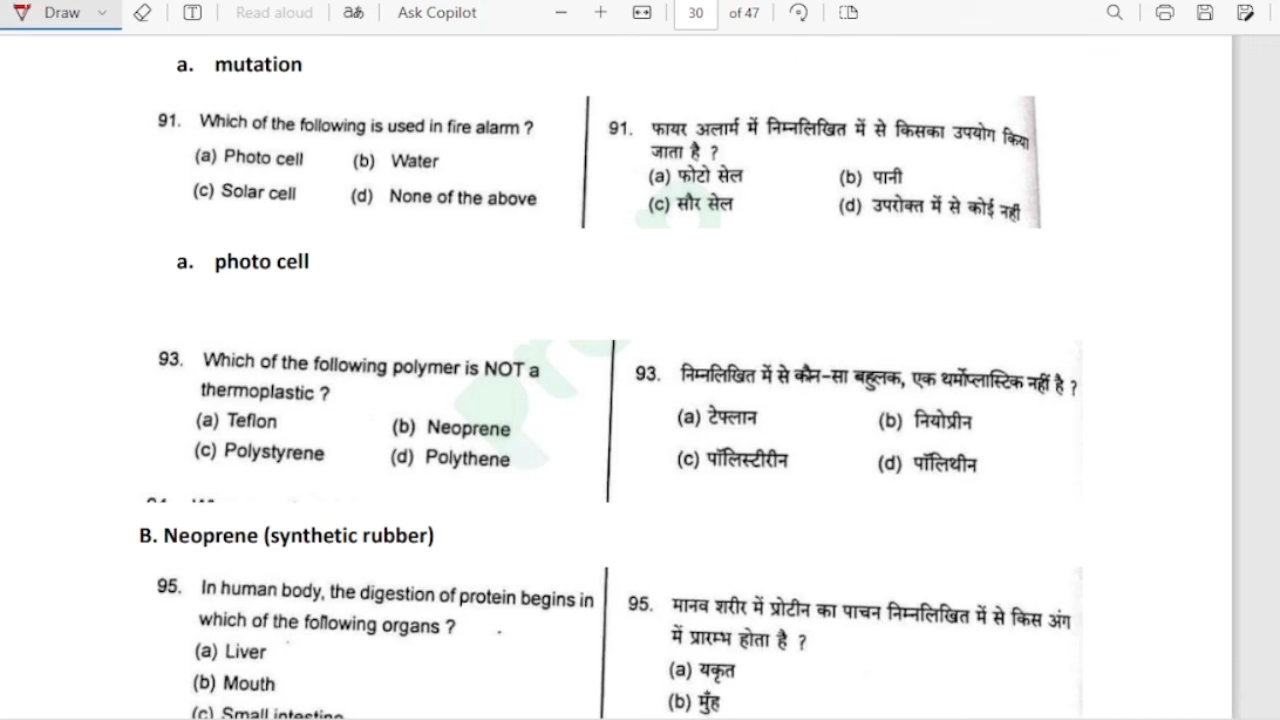 Draw
Read aloud
aあ
Ask Copilot
30
of 47
a. mutation
91. Which of the following is used in fire alarm ?
(a) Photo cell (b) Water
(c) Solar cell (d) None of the above
91. फायर अलार्म में निम्नलिखित में से किसका उपयोग किया
जाता है ?
(a) फोटो सेल (b) पानी
(c) सौर सेल (d) उपरोक्त में से कोई नहीं
a. photo cell
93. Which of the following polymer is NOT a
thermoplastic ?
(a) Teflon (b) Neoprene
(c) Polystyrene (d) Polythene
93. निम्नलिखित में से कौन-सा बहुलक, एक थर्मोप्लास्टिक नहीं है ?
(a) टेफ्लान (b) नियोप्रीन
(c) पॉलिस्टीरीन (d) पॉलिथीन
B. Neoprene (synthetic rubber)
95. In human body, the digestion of protein begins in
which of the following organs ?
(a) Liver
(b) Mouth
(c) Small intestine
95. मानव शरीर में प्रोटीन का पाचन निम्नलिखित में से किस अंग
में प्रारम्भ होता है ?
(a) यकृत
(b) मुँह